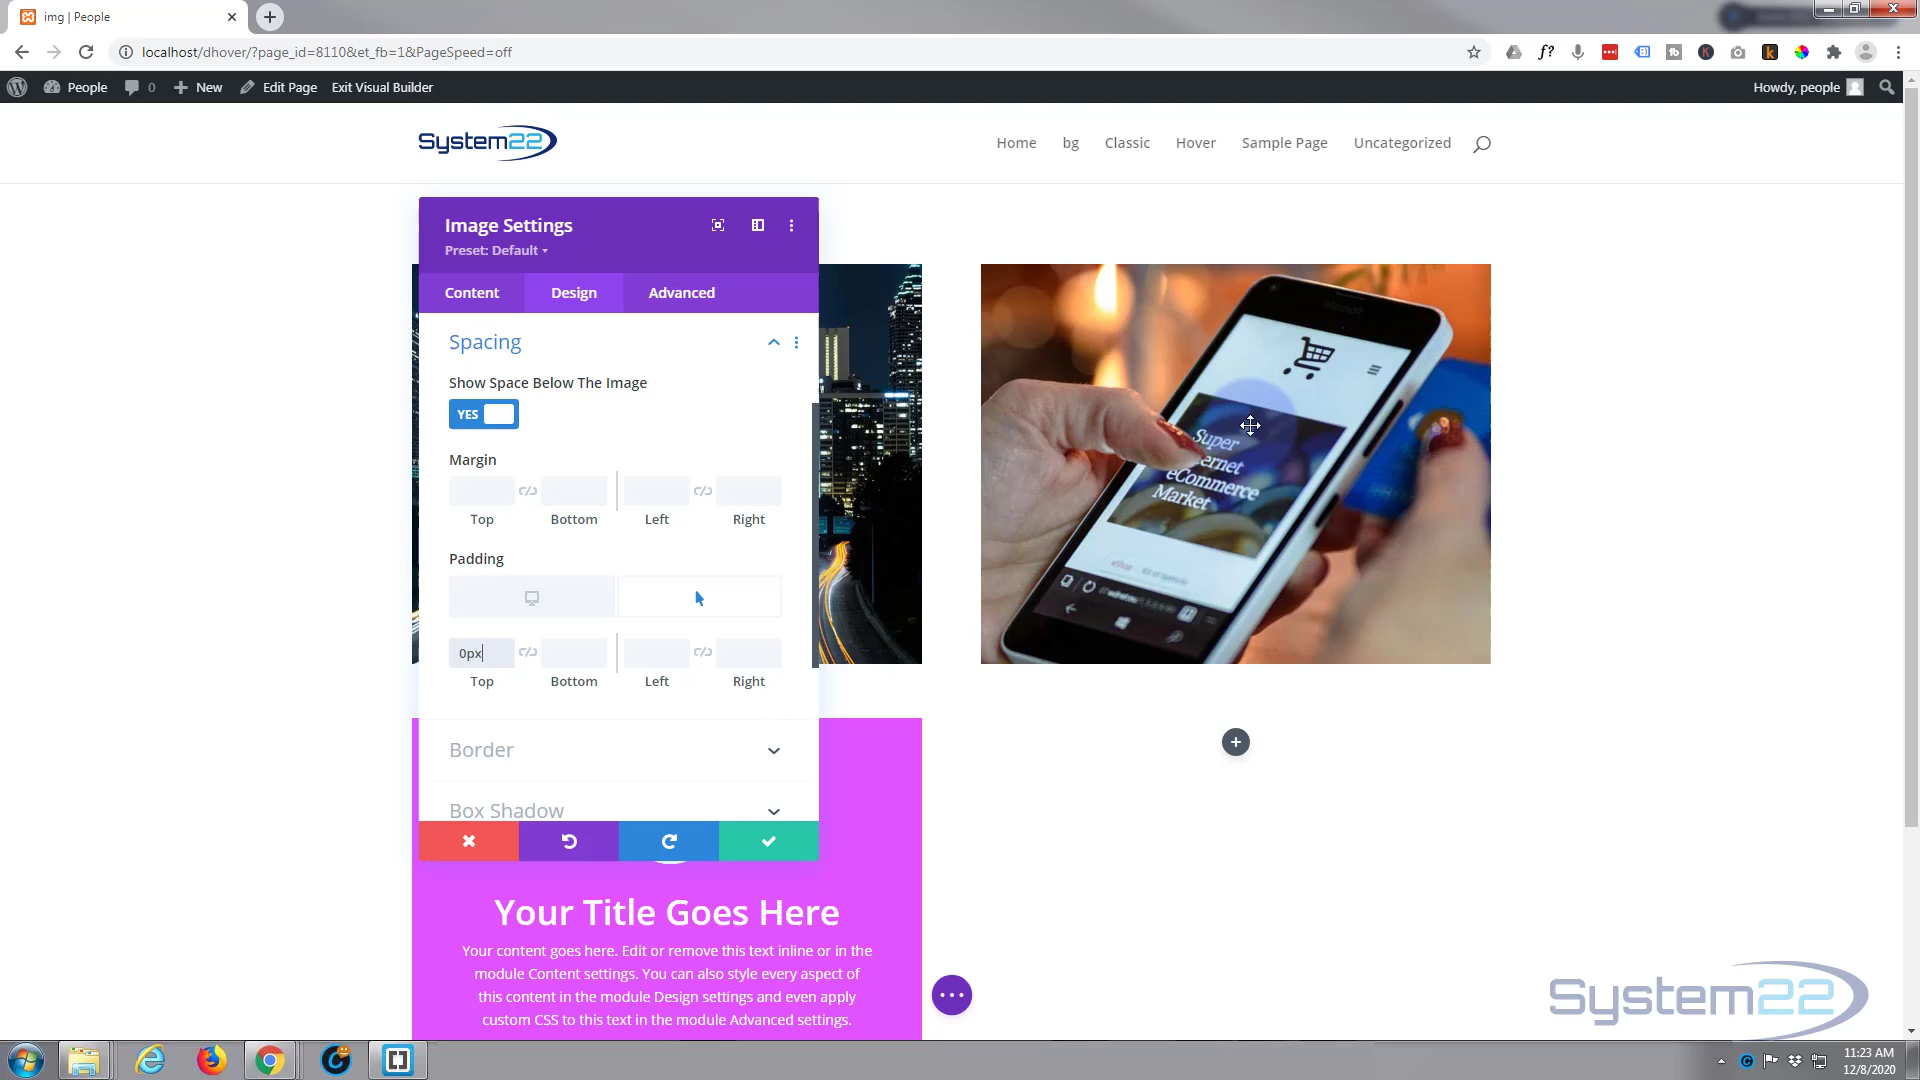 img | People
localhost/dhover/?page_id=8110&et_fb=1&PageSpeed=off
People 0 New Edit Page Exit Visual Builder Howdy, people
System22
Home bg Classic Hover Sample Page Uncategorized
Image Settings
Preset: Default
Content Design Advanced
Spacing
Show Space Below The Image
YES
Margin
Top Bottom Left Right
Padding
0px
Top Bottom Left Right
Border
Box Shadow
Microsoft
Super
eCommerce
Market
Your Title Goes Here
Your content goes here. Edit or remove this text inline or in the
module Content settings. You can also style every aspect of
this content in the module Design settings and even apply
custom CSS to this text in the module Advanced settings.
System22
11:23 AM
12/8/2020